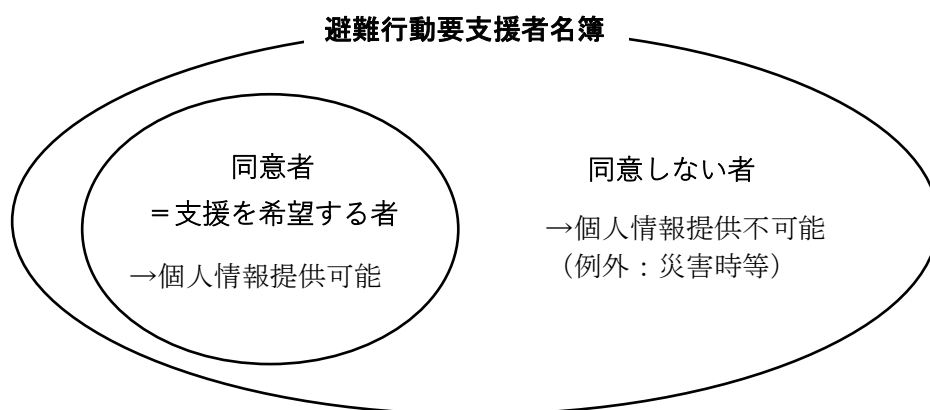 避難行動要支援者名簿
同意者
＝支援を希望する者
→個人情報提供可能
同意しない者
→個人情報提供不可能
（例外：災害時等）